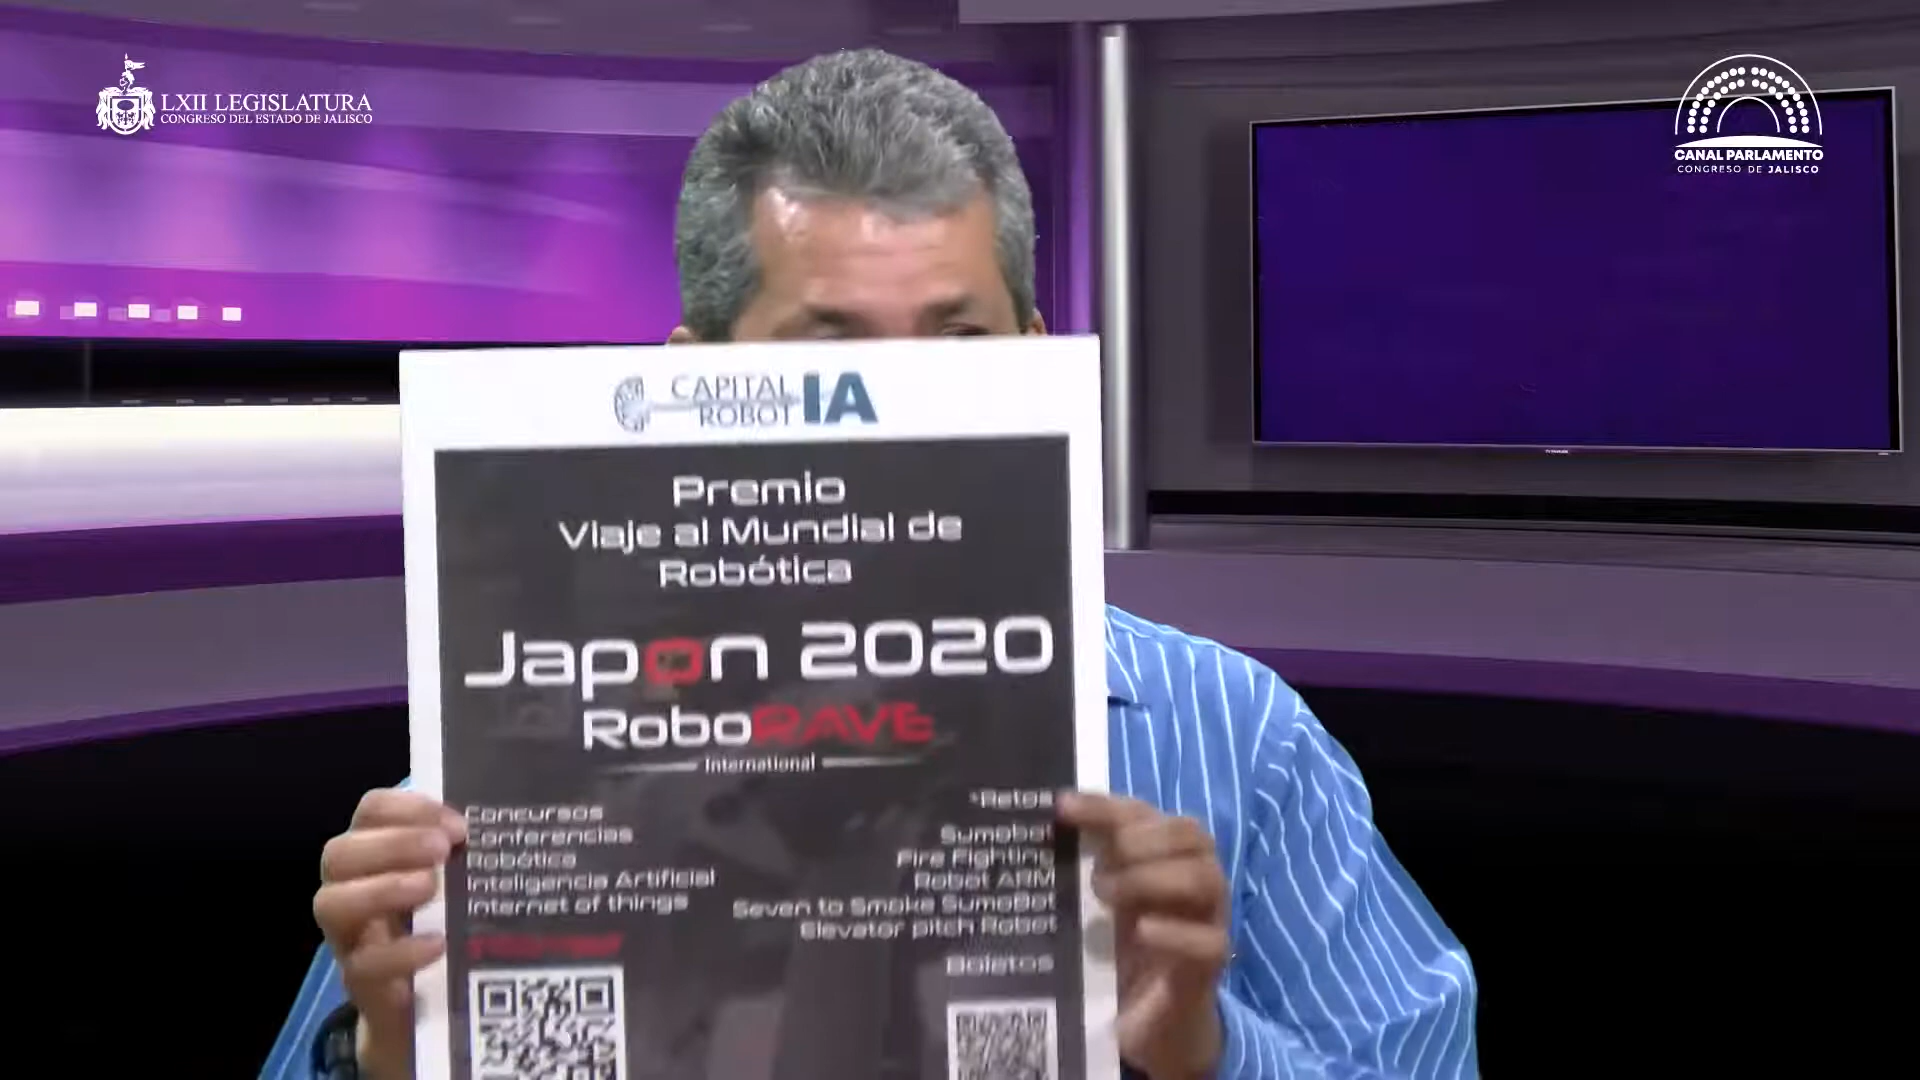 LXII LEGISLATURA
CONGRESO DEL ESTADO DE JALISCO
CANAL PARLAMENTO
CONGRESO DE JALISCO
CAPITAL
ROBOT IA
Premio
Viaje al Mundial de
Robótica
Japon 2020
RoboRAVE
International
Concursos
Conferencias
Robótica
Inteligencia Artificial
Internet of things
*Retos
Sumobot
Fire Fighting
Robot ARM
Seven to Smoke SumoBot
Elevator pitch Robot
Boletos